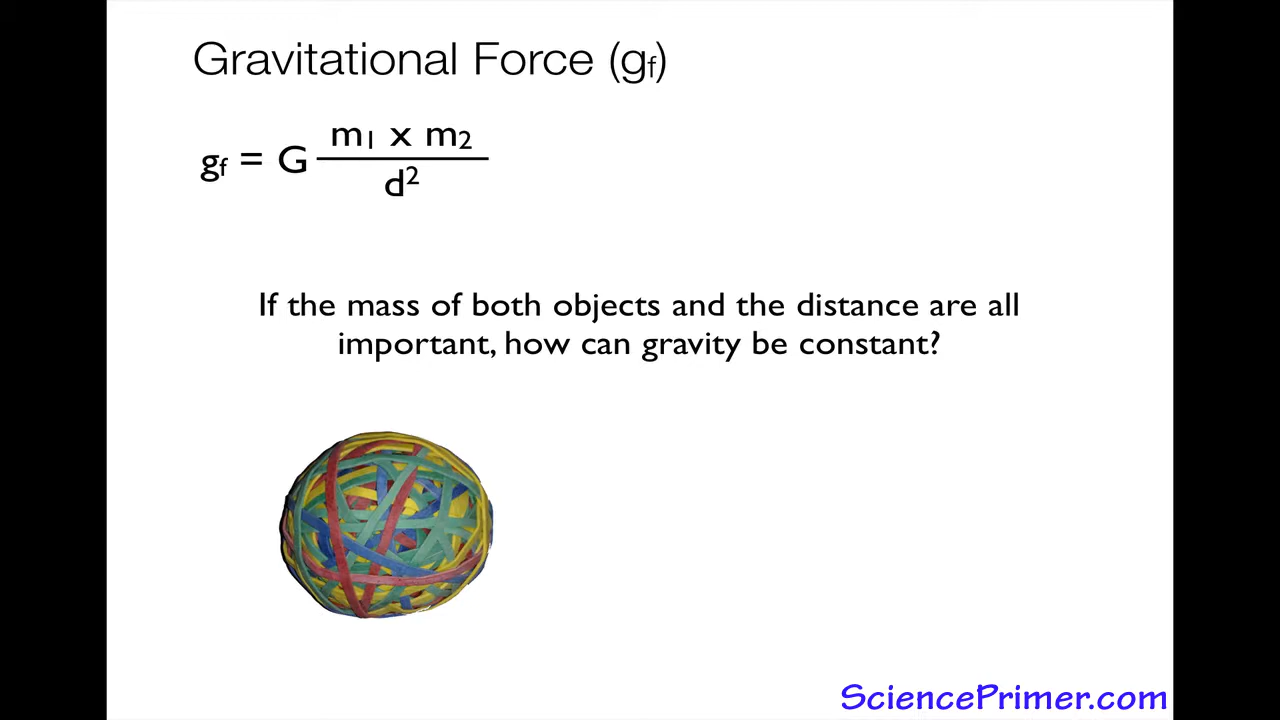 Gravitational Force (gf)
gf = G m1 x m2
d2
If the mass of both objects and the distance are all
important, how can gravity be constant?
SciencePrimer.com